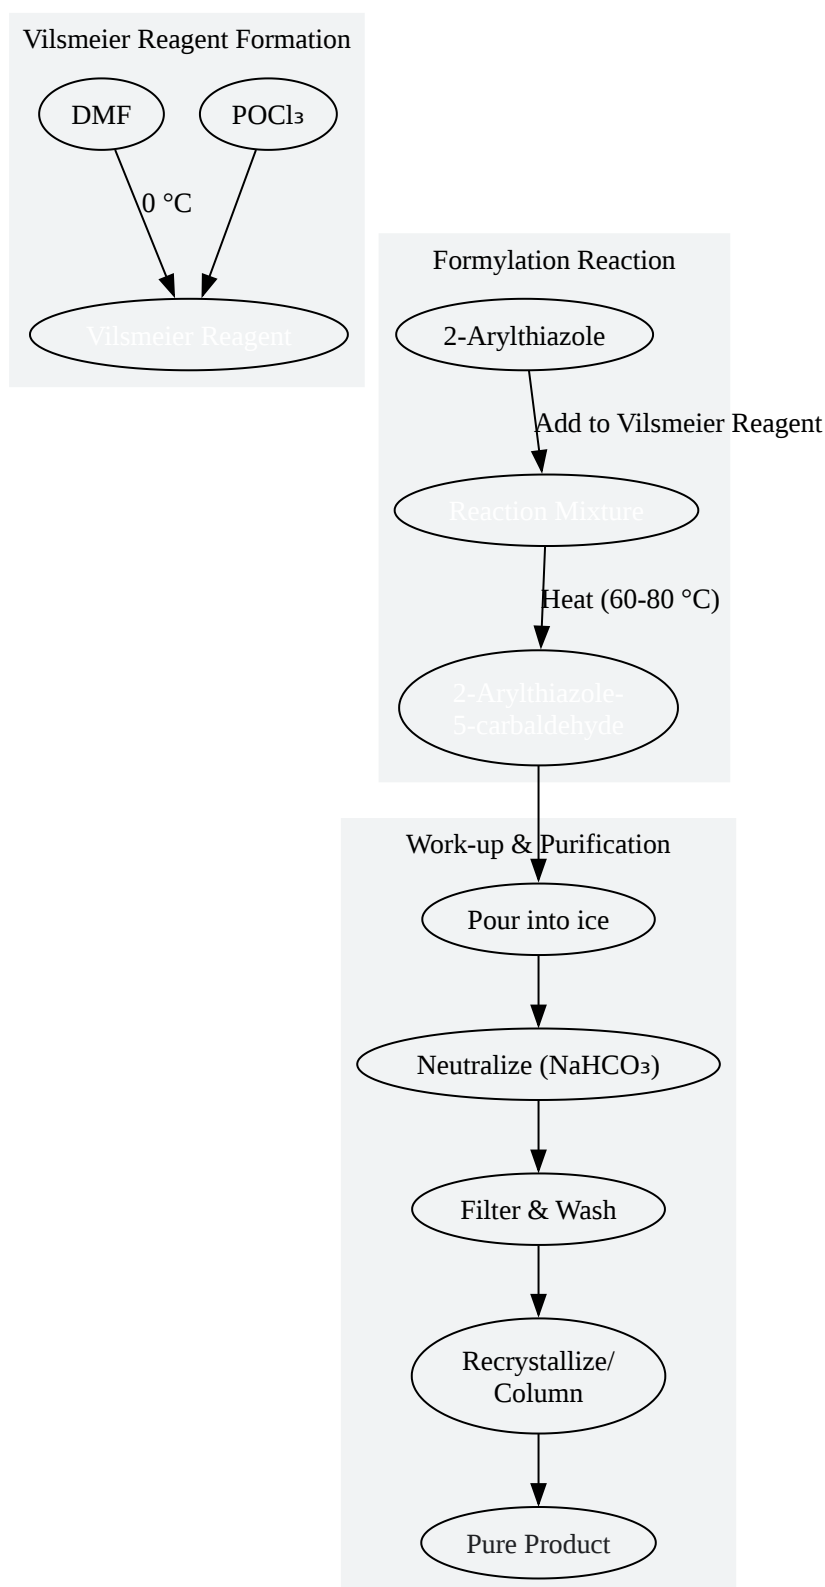 Vilsmeier Reagent Formation
DMF
POCl₃
0 °C
Vilsmeier Reagent
Formylation Reaction
2-Arylthiazole
Add to Vilsmeier Reagent
Reaction Mixture
Heat (60-80 °C)
2-Arylthiazole-
5-carbaldehyde
Work-up & Purification
Pour into ice
Neutralize (NaHCO₃)
Filter & Wash
Recrystallize/
Column
Pure Product